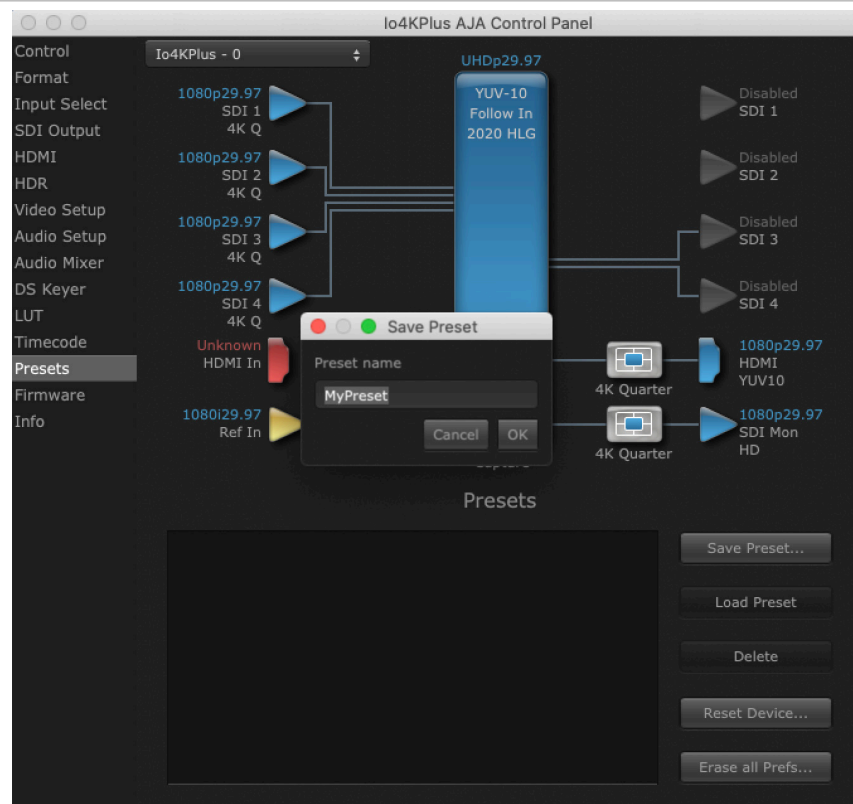 Io4KPlus AJA Control Panel
Control
Format
Input Select
SDI Output
HDMI
HDR
Video Setup
Audio Setup
Audio Mixer
DS Keyer
LUT
Timecode
Presets
Firmware
Info
Io4KPlus - 0
UHDp29.97
YUV-10
Follow In
2020 HLG
1080p29.97
SDI 1
4K Q
1080p29.97
SDI 2
4K Q
1080p29.97
SDI 3
4K Q
1080p29.97
SDI 4
4K Q
Unknown
HDMI In
1080i29.97
Ref In
Disabled
SDI 1
Disabled
SDI 2
Disabled
SDI 3
Disabled
SDI 4
4K Quarter
1080p29.97
HDMI
YUV10
4K Quarter
1080p29.97
SDI Mon
HD
Save Preset
Preset name
MyPreset
Cancel
OK
Presets
Save Preset...
Load Preset
Delete
Reset Device...
Erase all Prefs...